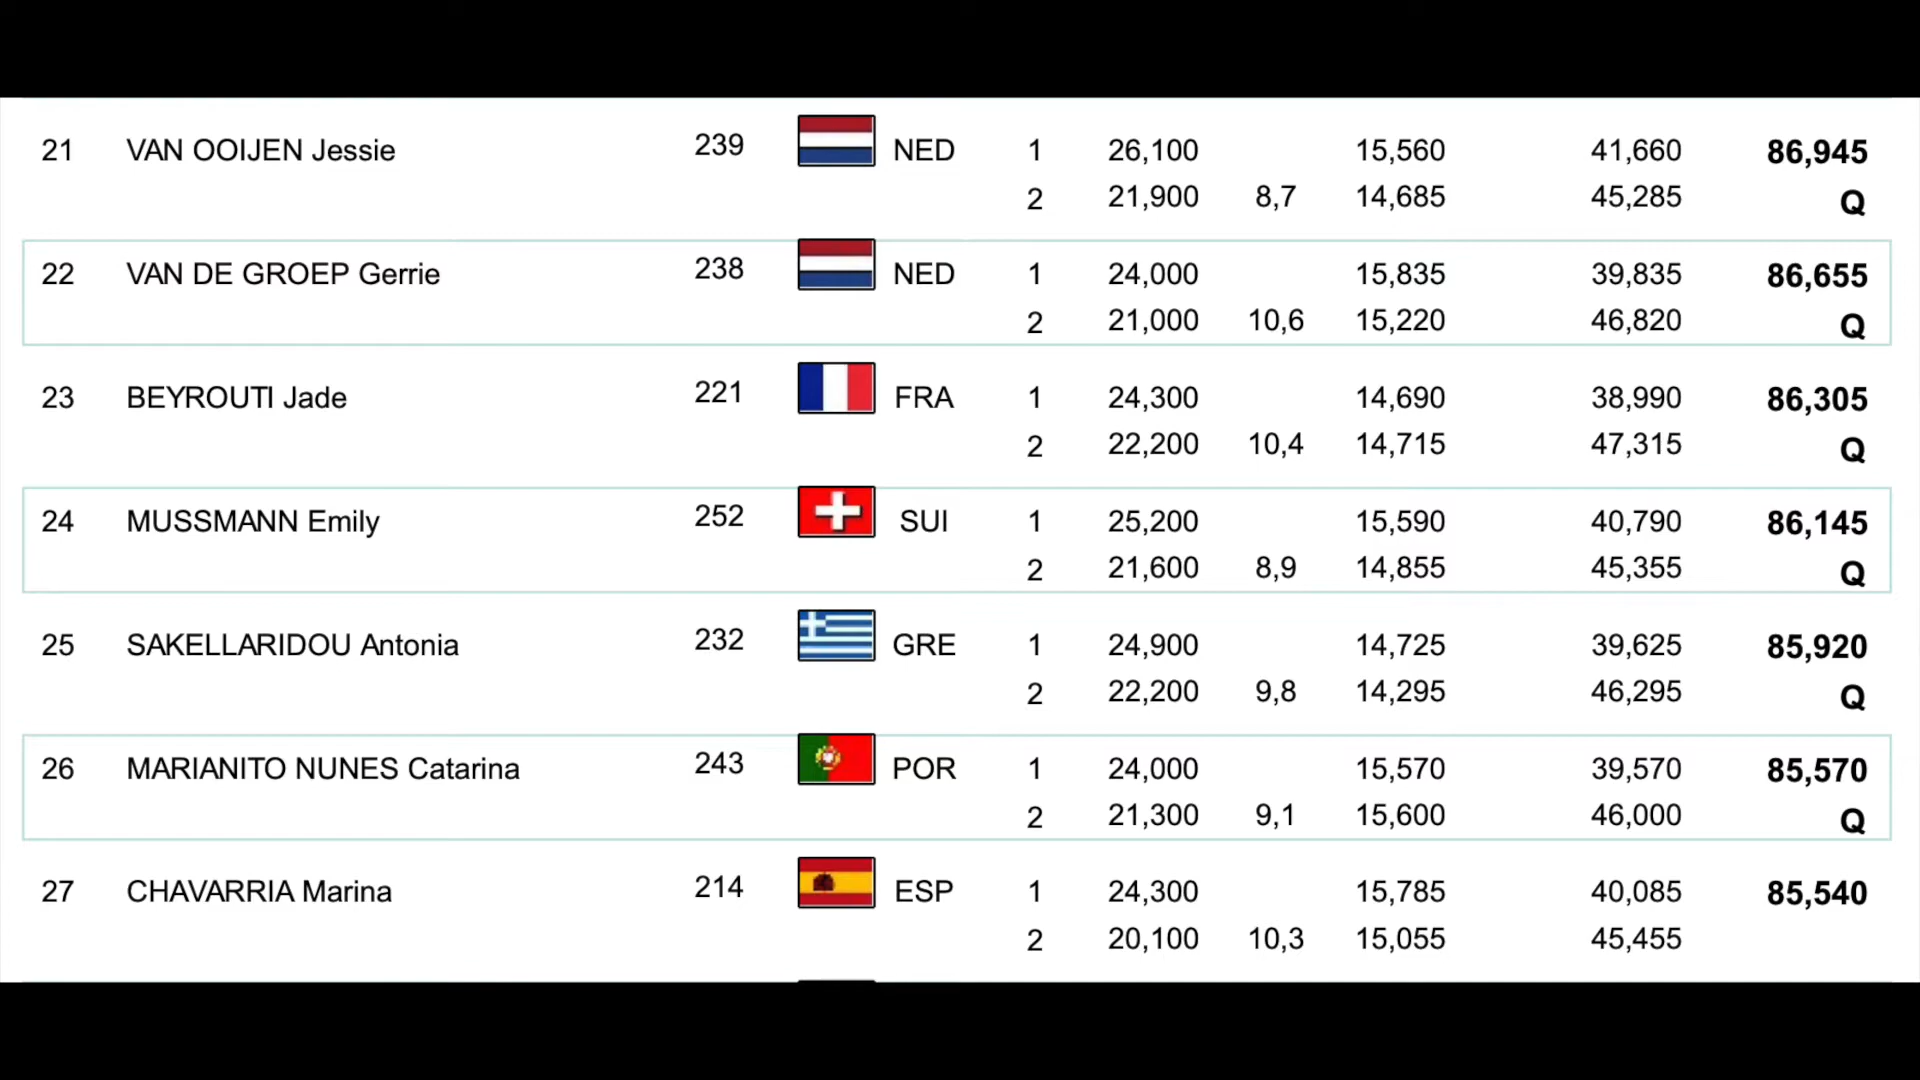 21 VAN OOIJEN Jessie 239 NED 1 26,100 15,560 41,660 86,945
2 21,900 8,7 14,685 45,285 Q
22 VAN DE GROEP Gerrie 238 NED 1 24,000 15,835 39,835 86,655
2 21,000 10,6 15,220 46,820 Q
23 BEYROUTI Jade 221 FRA 1 24,300 14,690 38,990 86,305
2 22,200 10,4 14,715 47,315 Q
24 MUSSMANN Emily 252 SUI 1 25,200 15,590 40,790 86,145
2 21,600 8,9 14,855 45,355 Q
25 SAKELLARIDOU Antonia 232 GRE 1 24,900 14,725 39,625 85,920
2 22,200 9,8 14,295 46,295 Q
26 MARIANITO NUNES Catarina 243 POR 1 24,000 15,570 39,570 85,570
2 21,300 9,1 15,600 46,000 Q
27 CHAVARRIA Marina 214 ESP 1 24,300 15,785 40,085 85,540
2 20,100 10,3 15,055 45,455